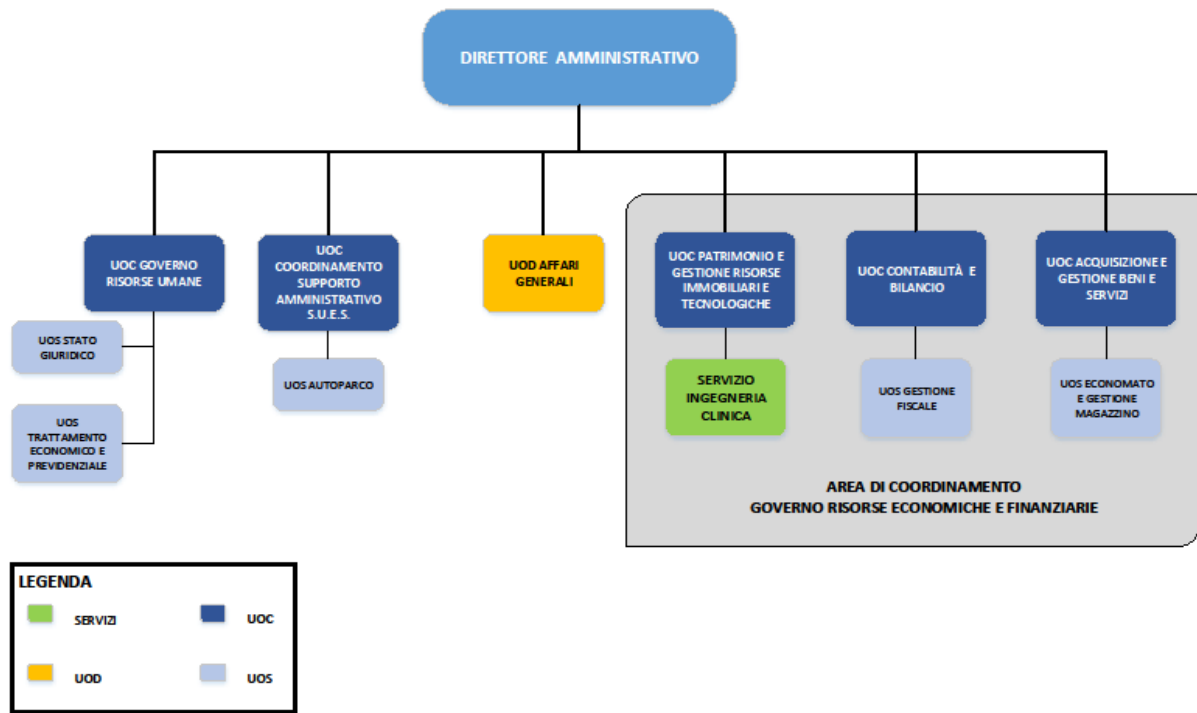 DIRETTORE AMMINISTRATIVO
UOC GOVERNO
RISORSE UMANE
UOS STATO
GIURIDICO
UOS
TRATTAMENTO
ECONOMICO E
PREVIDENZIALE
UOC
COORDINAMENTO
SUPPORTO
AMMINISTRATIVO
S.U.E.S.
UOS AUTOPARCO
UOD AFFARI
GENERALI
UOC PATRIMONIO E
GESTIONE RISORSE
IMMOBILIARI E
TECNOLOGICHE
SERVIZIO
INGEGNERIA
CLINICA
UOC CONTABILITÀ E
BILANCIO
UOS GESTIONE
FISCALE
UOC ACQUISIZIONE E
GESTIONE BENI E
SERVIZI
UOS ECONOMATO
E GESTIONE
MAGAZZINO
AREA DI COORDINAMENTO
GOVERNO RISORSE ECONOMICHE E FINANZIARIE
LEGENDA
SERVIZI
UOC
UOD
UOS